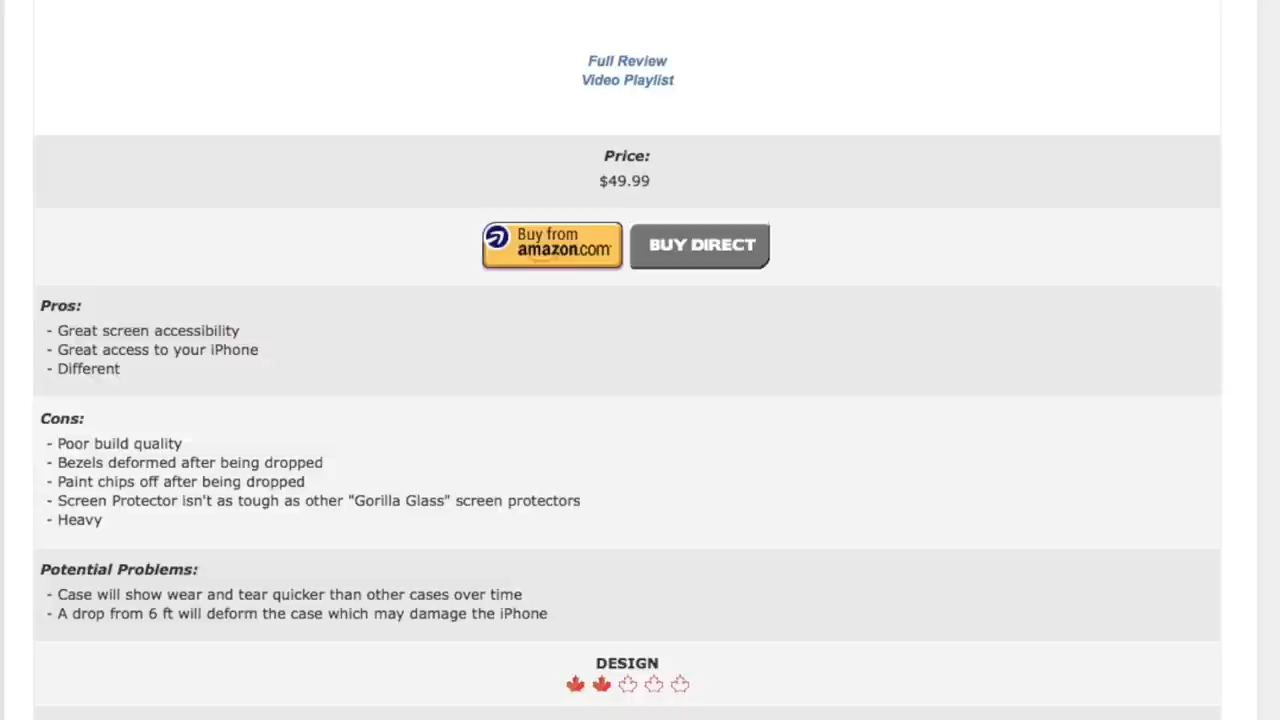 Full Review
Video Playlist
Price:
$49.99
Buy from
amazon.com
BUY DIRECT
Pros:
- Great screen accessibility
- Great access to your iPhone
- Different
Cons:
- Poor build quality
- Bezels deformed after being dropped
- Paint chips off after being dropped
- Screen Protector isn't as tough as other "Gorilla Glass" screen protectors
- Heavy
Potential Problems:
- Case will show wear and tear quicker than other cases over time
- A drop from 6 ft will deform the case which may damage the iPhone
DESIGN